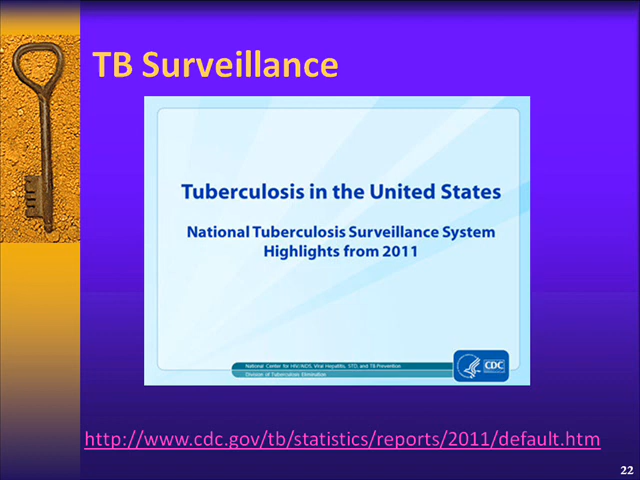 TB Surveillance
Tuberculosis in the United States
National Tuberculosis Surveillance System
Highlights from 2011
National Center for HIV/AIDS, Viral Hepatitis, STD, and TB Prevention
Division of Tuberculosis Elimination
CDC
http://www.cdc.gov/tb/statistics/reports/2011/default.htm
22